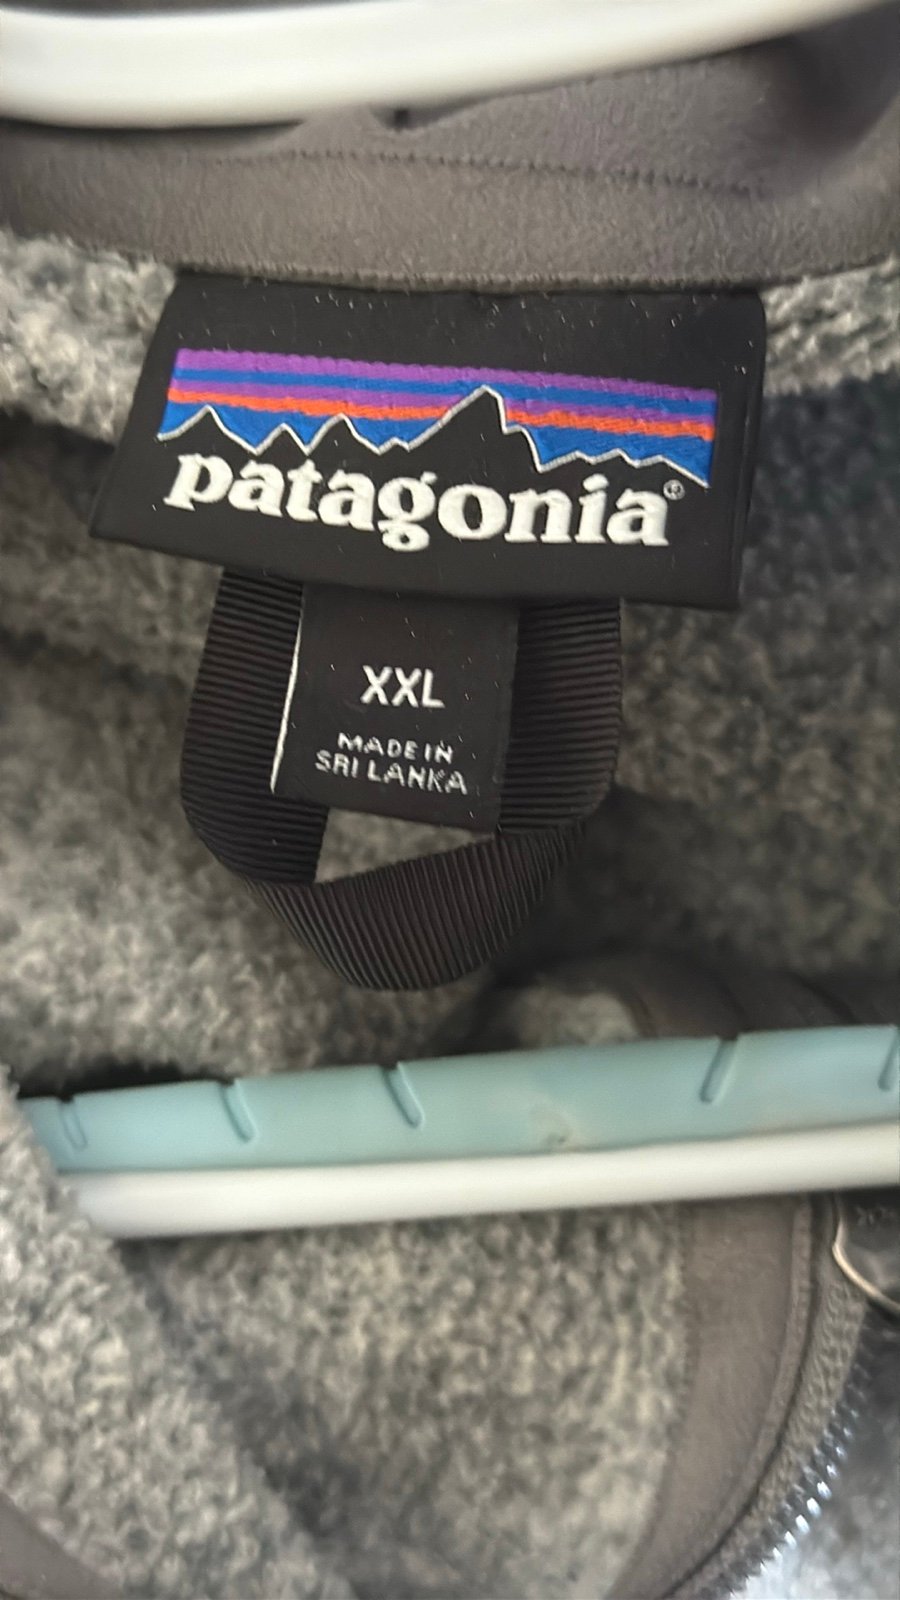 patagonia®
XXL
MADE IN
SRI LANKA